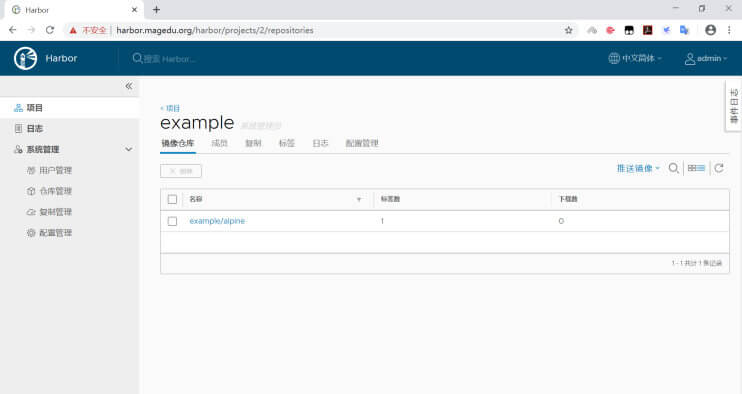 Harbor
不安全 | harbor.magedu.org/harbor/projects/2/repositories
Harbor
搜索 Harbor...
中文简体
admin
事件日志
项目
日志
系统管理
用户管理
仓库管理
复制管理
配置管理
< 项目
example 系统管理员
镜像仓库 成员 复制 标签 日志 配置管理
× 删除
推送镜像
名称 标签数 下载数
example/alpine 1 0
1 - 1 共计 1 条记录